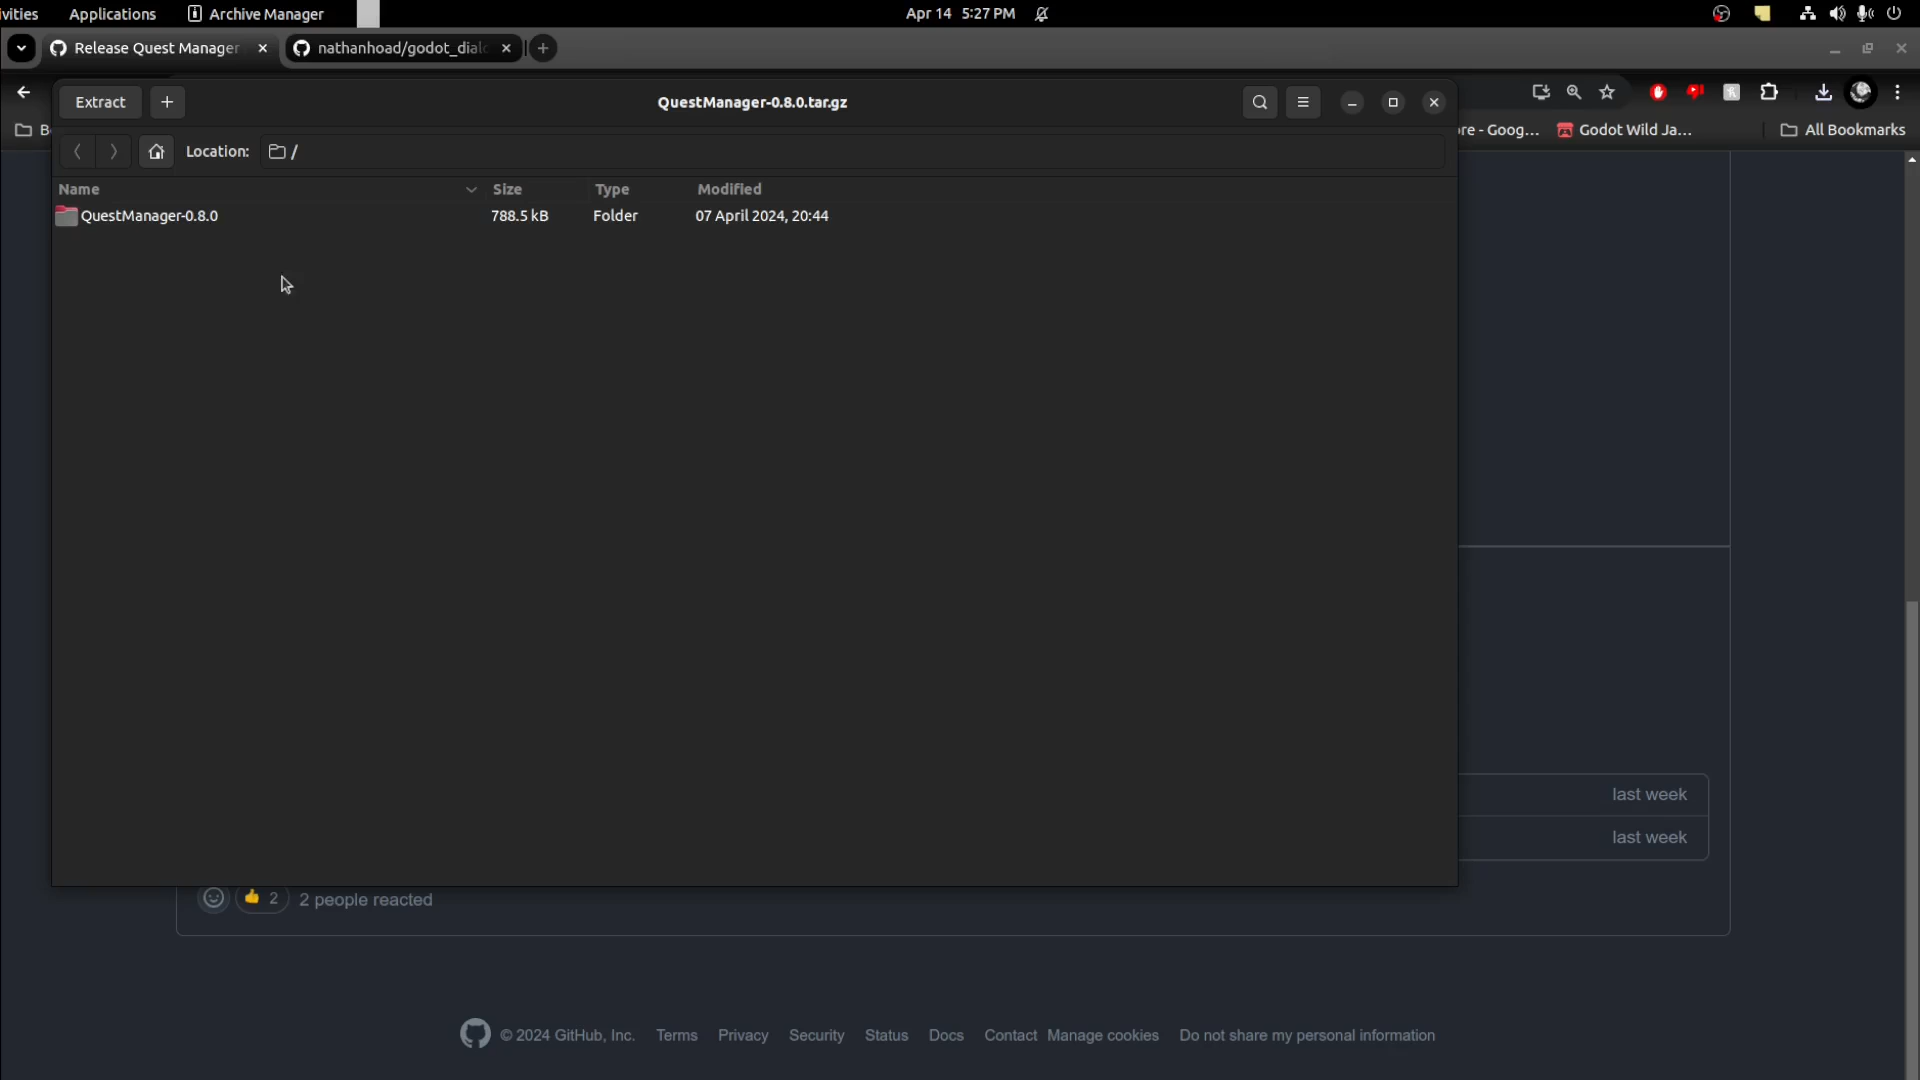 vities Applications Archive Manager Apr 14 5:27 PM
Release Quest Manager nathanhoad/godot_dial
Extract QuestManager-0.8.0.tar.gz
B
Location: / re - Goog... Godot Wild Ja... All Bookmarks
Name Size Type Modified
QuestManager-0.8.0 788.5 kB Folder 07 April 2024, 20:44
last week
last week
2 2 people reacted
© 2024 GitHub, Inc. Terms Privacy Security Status Docs Contact Manage cookies Do not share my personal information